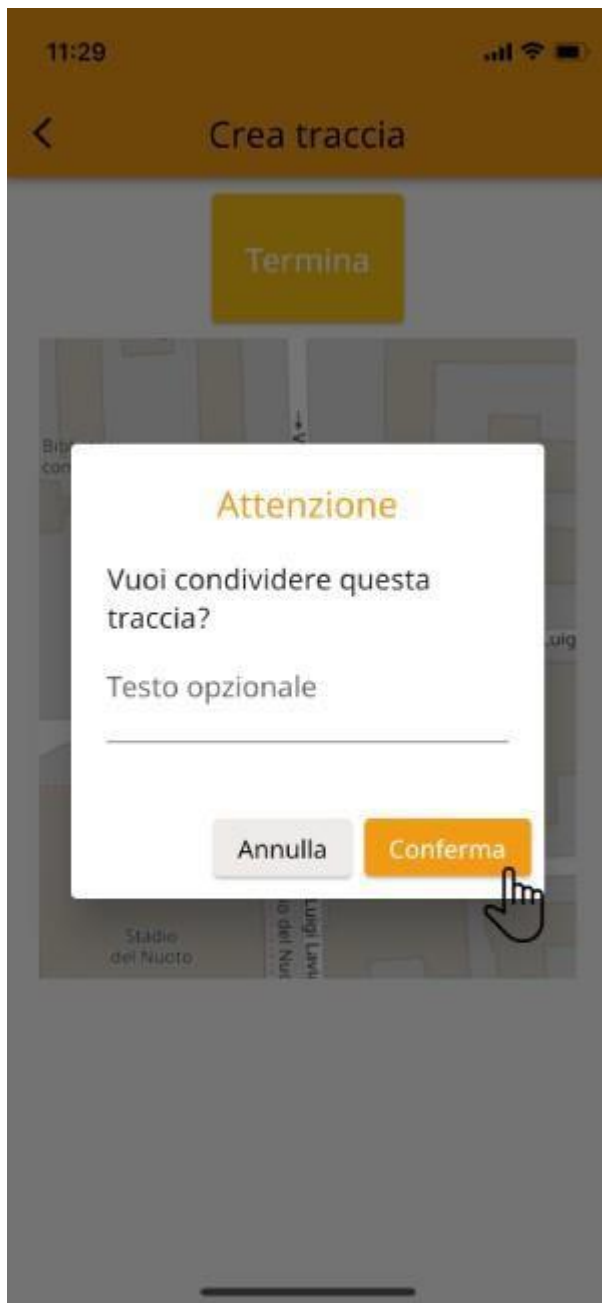 11:29
Crea traccia
Termina
Attenzione
Vuoi condividere questa
traccia?
Testo opzionale
Annulla
Conferma
Stadio
del Nuoto